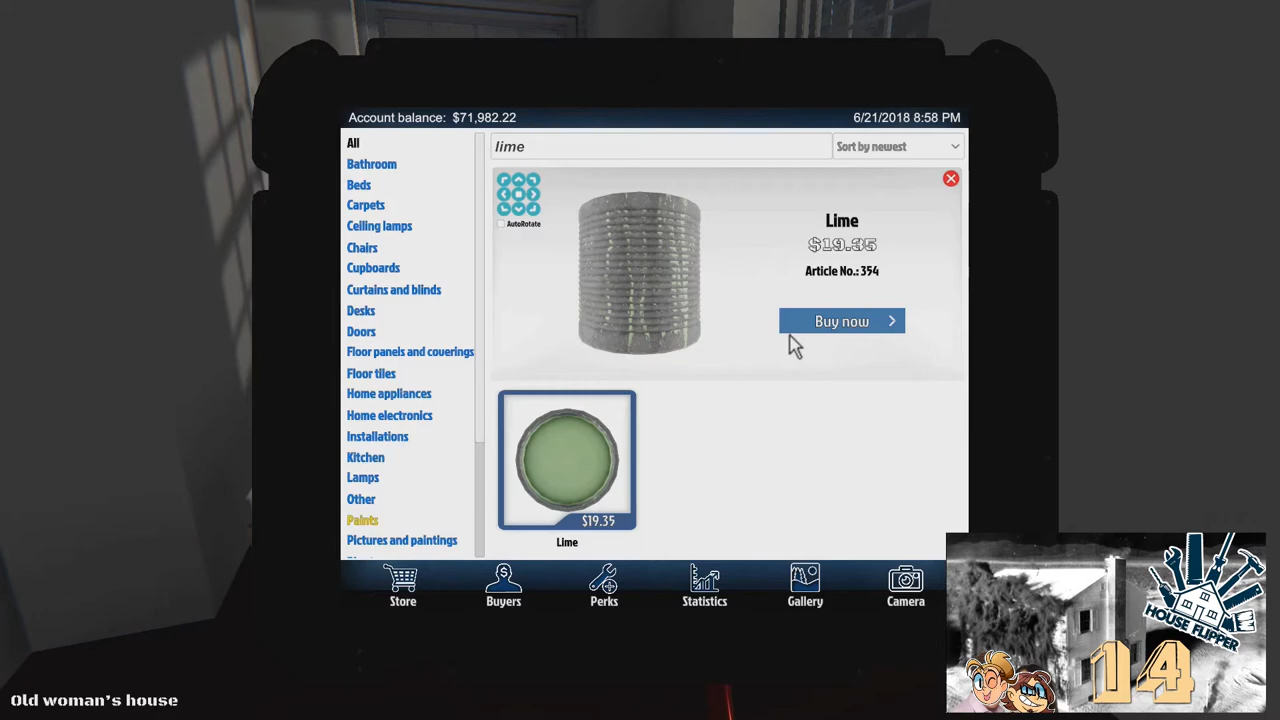 Account balance: $71,982.22
6/21/2018 8:58 PM
All
Bathroom
Beds
Carpets
Ceiling lamps
Chairs
Cupboards
Curtains and blinds
Desks
Doors
Floor panels and coverings
Floor tiles
Home appliances
Home electronics
Installations
Kitchen
Lamps
Other
Paints
Pictures and paintings
lime
Sort by newest
AutoRotate
Lime
$19.35
Article No.: 354
Buy now
$19.35
Lime
Store
Buyers
Perks
Statistics
Gallery
Camera
Old woman's house
HOUSE FLIPPER
14